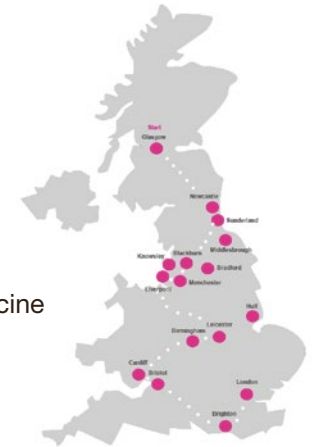 Start
Glasgow
Newcastle
Sunderland
Middlesbrough
Knowsley
Blackburn
Bradford
Liverpool
Manchester
Hull
cine
Birmingham
Leicester
Cardiff
Bristol
London
Brighton